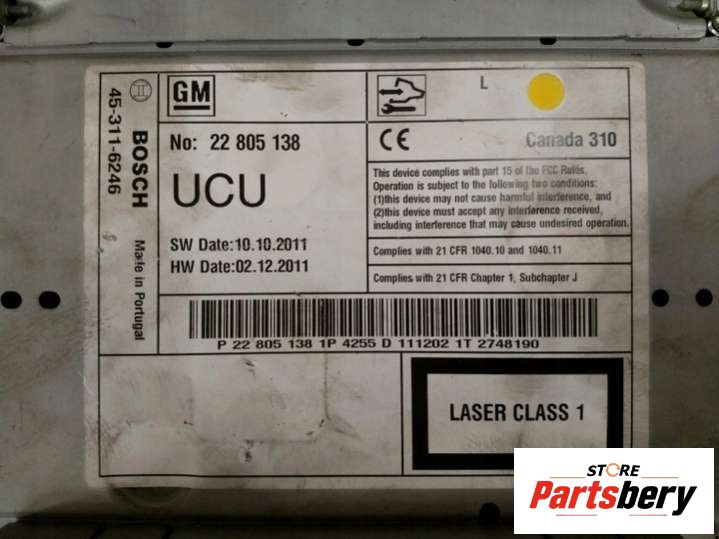 45-311-6246
BOSCH
Made in Portugal
GM
No: 22 805 138
UCU
SW Date:10.10.2011
HW Date:02.12.2011
L
CE
Canada 310
This device complies with part 15 of the FCC Rules.
Operation is subject to the following two conditions:
(1)this device may not cause harmful interference, and
(2)this device must accept any interference received,
including interference that may cause undesired operation.
Complies with 21 CFR 1040.10 and 1040.11
Complies with 21 CFR Chapter 1, Subchapter J
P 22 805 138 1P 4255 D 111202 1T 2748190
LASER CLASS 1
STORE
Partsbery